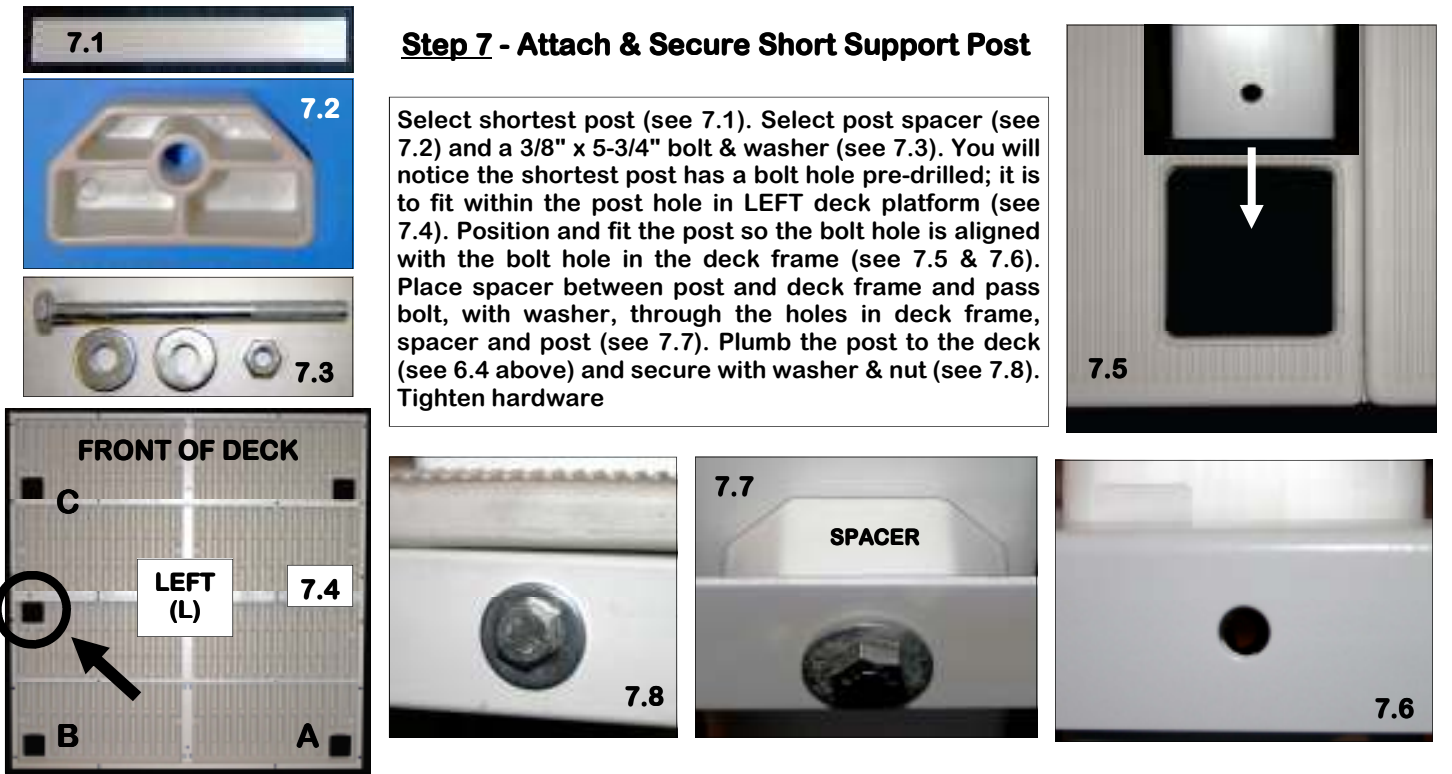 7.1
Step 7 - Attach & Secure Short Support Post
7.2
Select shortest post (see 7.1). Select post spacer (see
7.2) and a 3/8" x 5-3/4" bolt & washer (see 7.3). You will
notice the shortest post has a bolt hole pre-drilled; it is
to fit within the post hole in LEFT deck platform (see
7.4). Position and fit the post so the bolt hole is aligned
with the bolt hole in the deck frame (see 7.5 & 7.6).
Place spacer between post and deck frame and pass
bolt, with washer, through the holes in deck frame,
spacer and post (see 7.7). Plumb the post to the deck
(see 6.4 above) and secure with washer & nut (see 7.8).
Tighten hardware
7.3
7.5
FRONT OF DECK
C
LEFT
(L)
7.4
B
A
7.8
7.7
SPACER
7.6